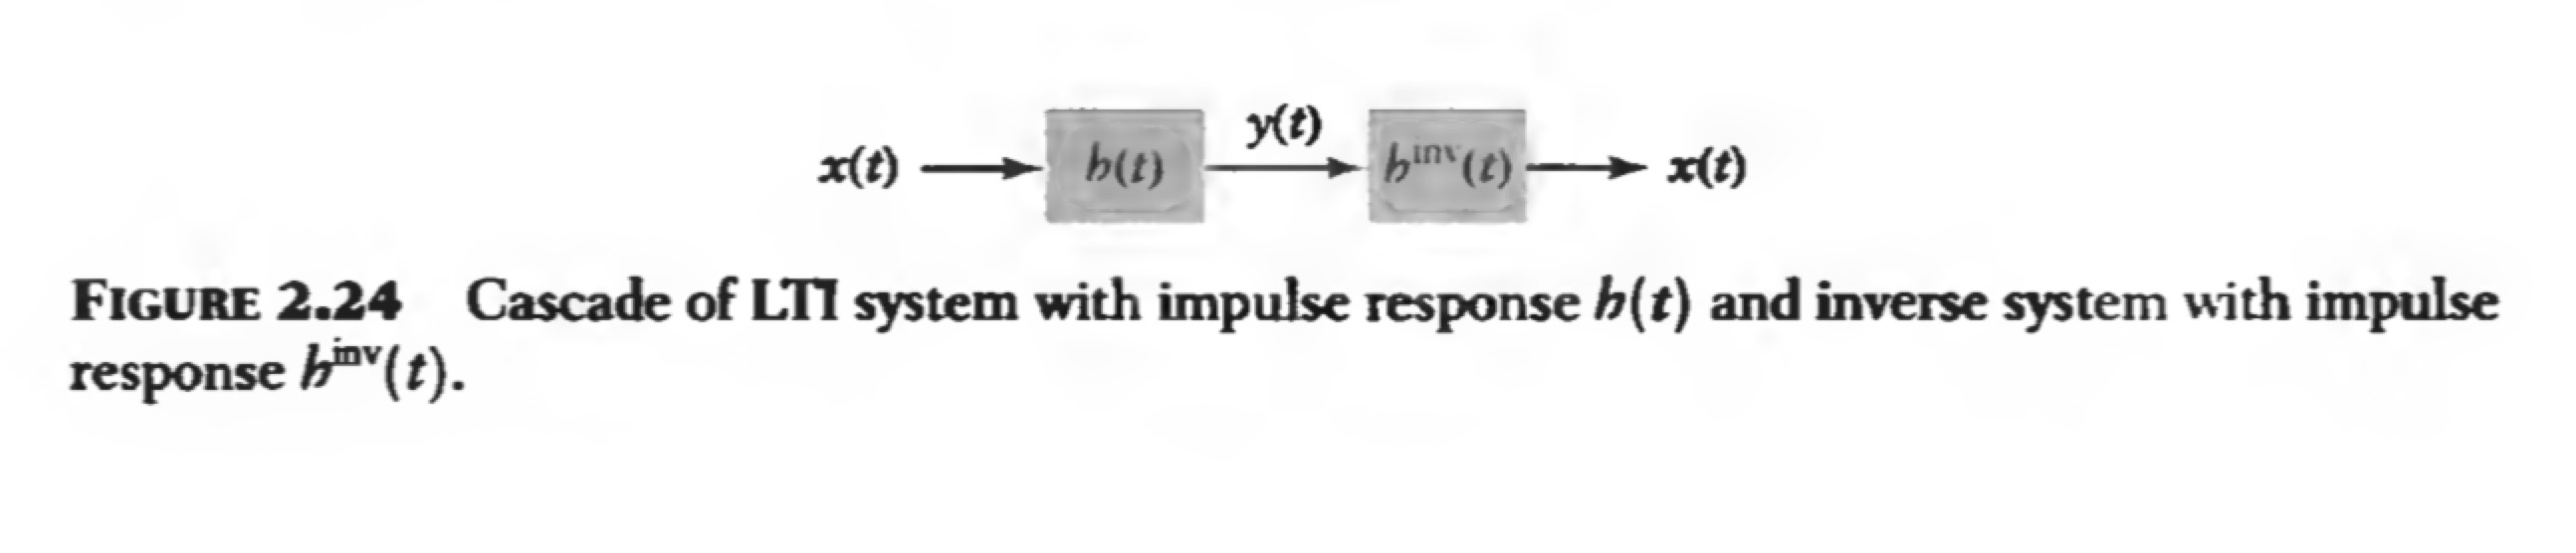 x(t) h(t) y(t) h^inv(t) x(t)
FIGURE 2.24 Cascade of LTI system with impulse response h(t) and inverse system with impulse
response h^inv(t).